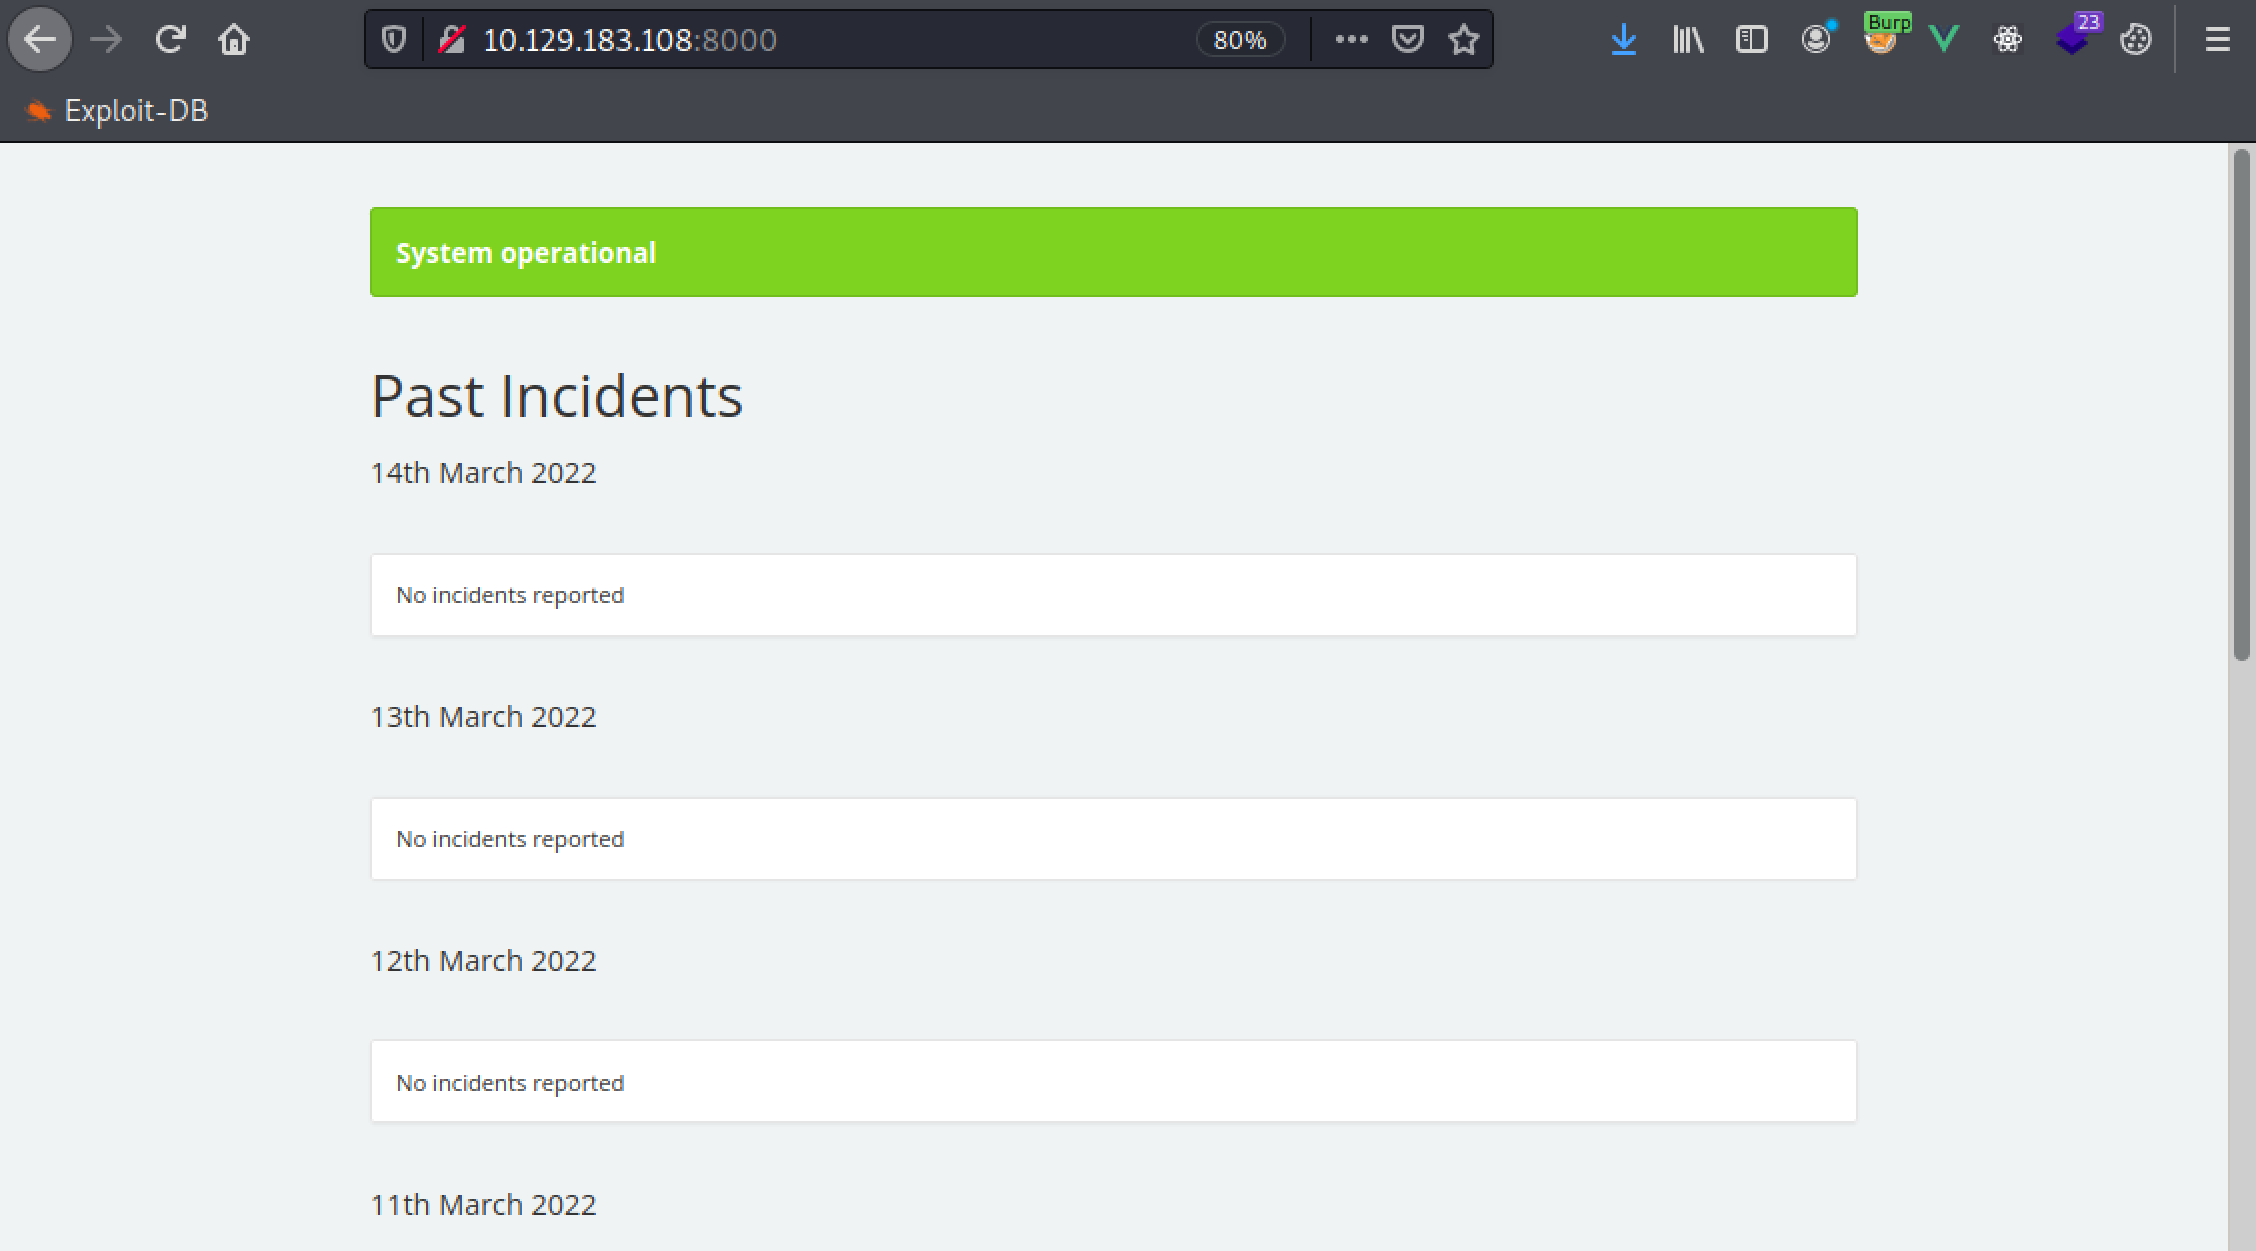 10.129.183.108:8000
80%
Burp
23
Exploit-DB
System operational
Past Incidents
14th March 2022
No incidents reported
13th March 2022
No incidents reported
12th March 2022
No incidents reported
11th March 2022